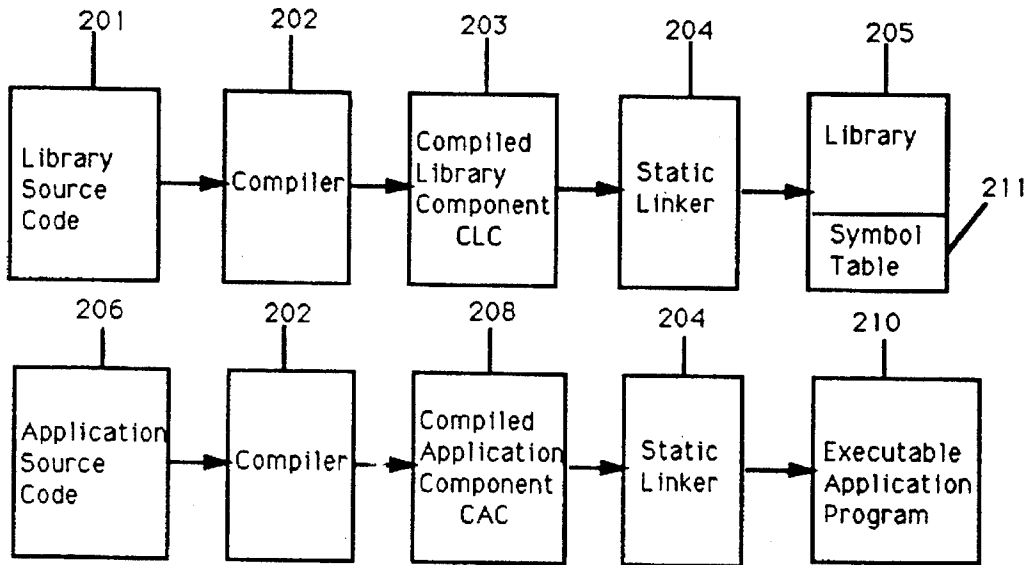 201
202
203
204
205
Library
Source
Code
Compiler
Compiled
Library
Component
CLC
Static
Linker
Library
Symbol
Table
211
206
202
208
204
210
Application
Source
Code
Compiler
Compiled
Application
Component
CAC
Static
Linker
Executable
Application
Program